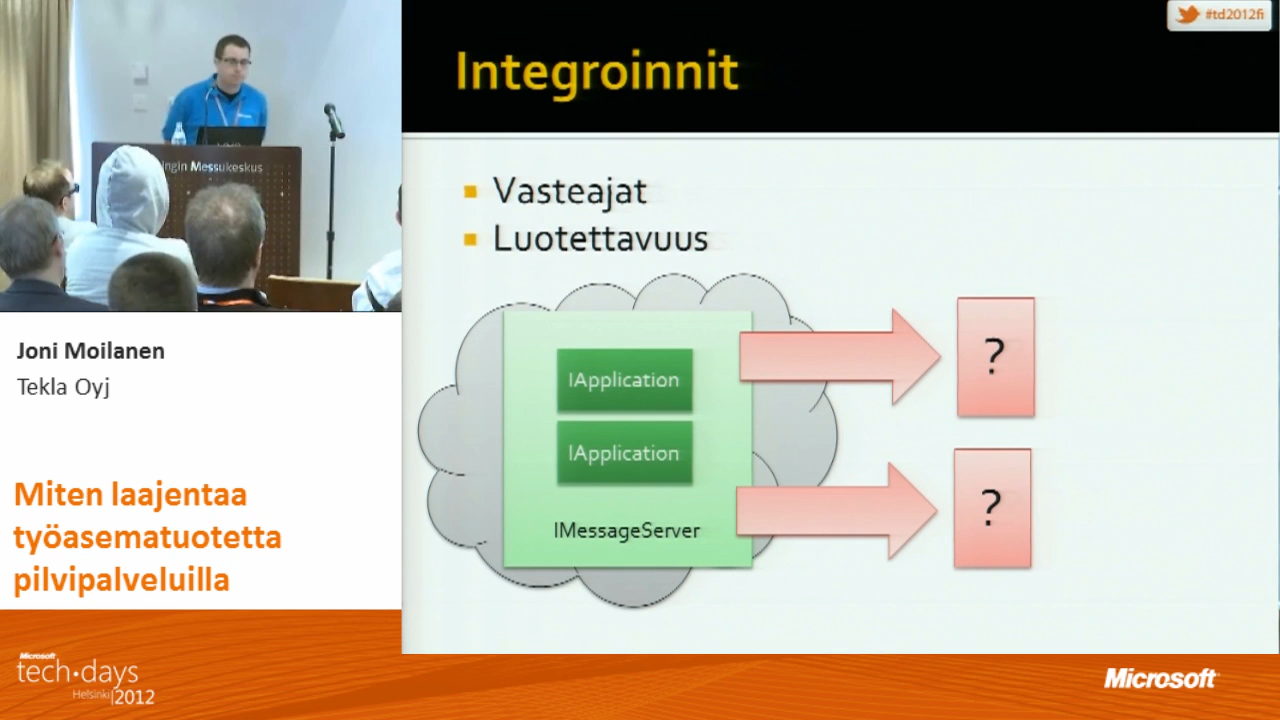 #td2012fi
Integroinnit
Vasteajat
Luotettavuus
IApplication
IApplication
IMessageServer
?
?
ngin Messukeskus
Joni Moilanen
Tekla Oyj
Miten laajentaa
työasematuotetta
pilvipalveluilla
Microsoft
tech·days
Helsinki|2012
Microsoft